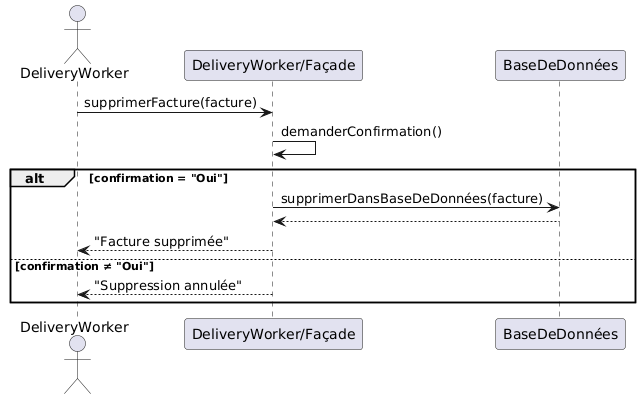 DeliveryWorker
DeliveryWorker/Façade
BaseDeDonnées
supprimerFacture(facture)
demanderConfirmation()
alt
[confirmation = "Oui"]
supprimerDansBaseDeDonnées(facture)
"Facture supprimée"
[confirmation ≠ "Oui"]
"Suppression annulée"
DeliveryWorker
DeliveryWorker/Façade
BaseDeDonnées